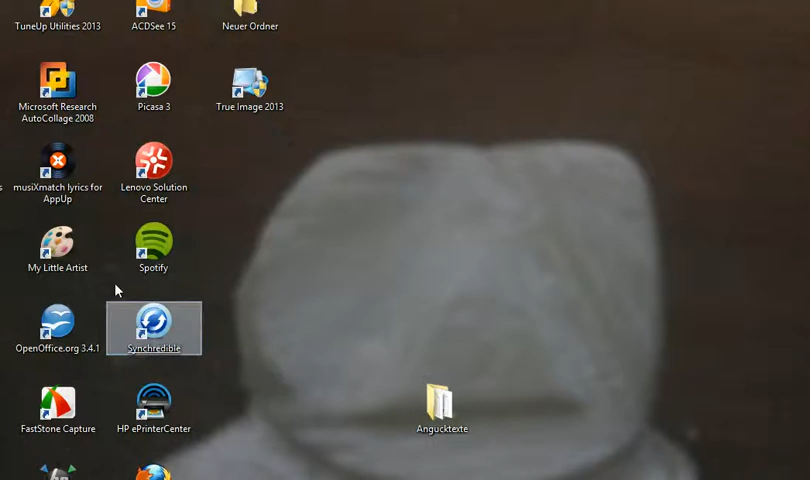 TuneUp Utilities 2013
ACDSee 15
Neuer Ordner
Microsoft Research
AutoCollage 2008
Picasa 3
True Image 2013
musiXmatch lyrics for
AppUp
Lenovo Solution
Center
My Little Artist
Spotify
OpenOffice.org 3.4.1
Synchredible
FastStone Capture
HP ePrinterCenter
Angucktexte